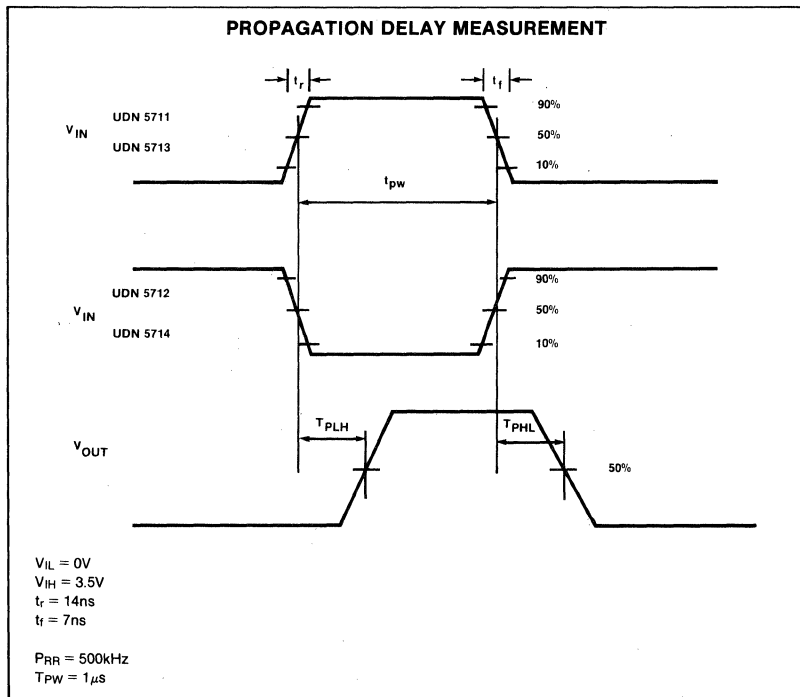 PROPAGATION DELAY MEASUREMENT
tr
tf
VIN
UDN 5711
UDN 5713
90%
50%
10%
tpw
VIN
UDN 5712
UDN 5714
90%
50%
10%
VOUT
TPLH
TPHL
50%
VIL = 0V
VIH = 3.5V
tr = 14ns
tf = 7ns
PRR = 500kHz
TPW = 1μs